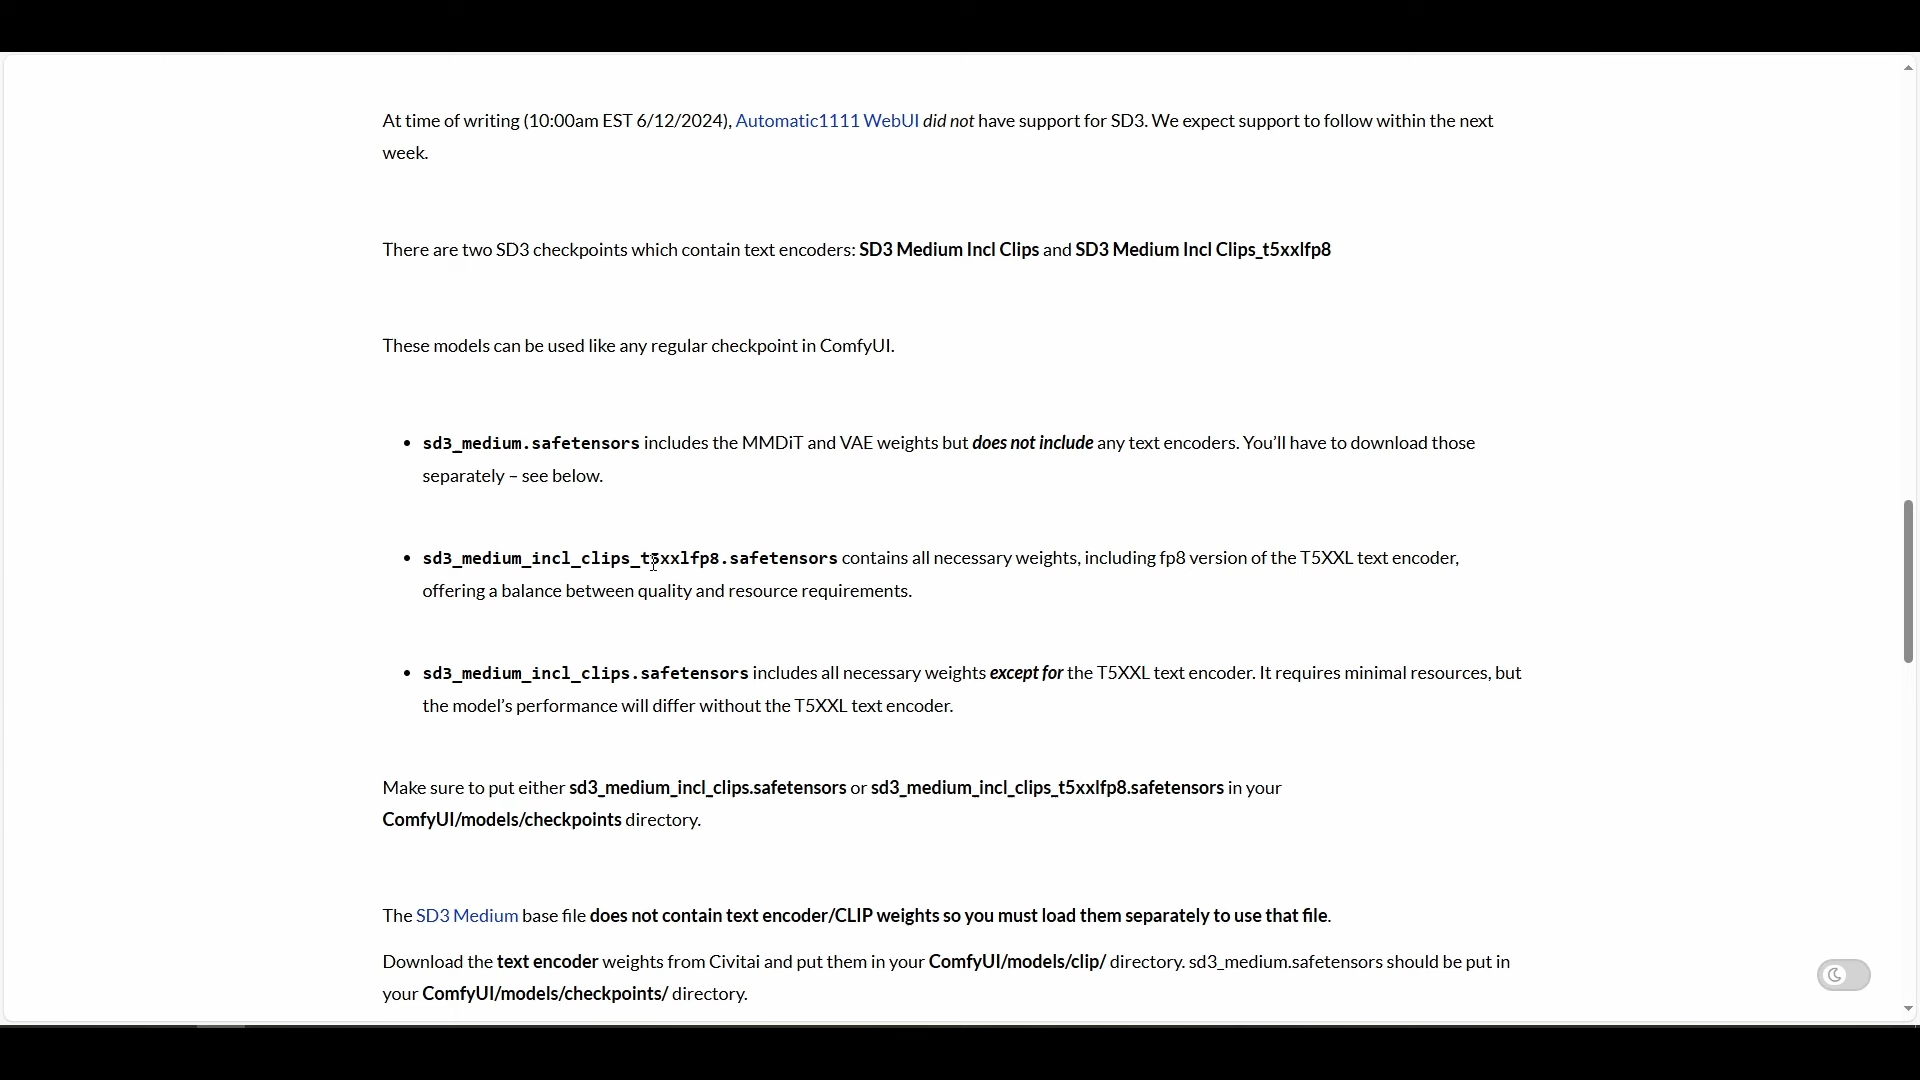 At time of writing (10:00am EST 6/12/2024), Automatic1111 WebUI did not have support for SD3. We expect support to follow within the next
week.
There are two SD3 checkpoints which contain text encoders: SD3 Medium Incl Clips and SD3 Medium Incl Clips_t5xxlfp8
These models can be used like any regular checkpoint in ComfyUI.
• sd3_medium.safetensors includes the MMDiT and VAE weights but does not include any text encoders. You’ll have to download those
separately – see below.
• sd3_medium_incl_clips_t5xxlfp8.safetensors contains all necessary weights, including fp8 version of the T5XXL text encoder,
offering a balance between quality and resource requirements.
• sd3_medium_incl_clips.safetensors includes all necessary weights except for the T5XXL text encoder. It requires minimal resources, but
the model’s performance will differ without the T5XXL text encoder.
Make sure to put either sd3_medium_incl_clips.safetensors or sd3_medium_incl_clips_t5xxlfp8.safetensors in your
ComfyUI/models/checkpoints directory.
The SD3 Medium base file does not contain text encoder/CLIP weights so you must load them separately to use that file.
Download the text encoder weights from Civitai and put them in your ComfyUI/models/clip/ directory. sd3_medium.safetensors should be put in
your ComfyUI/models/checkpoints/ directory.